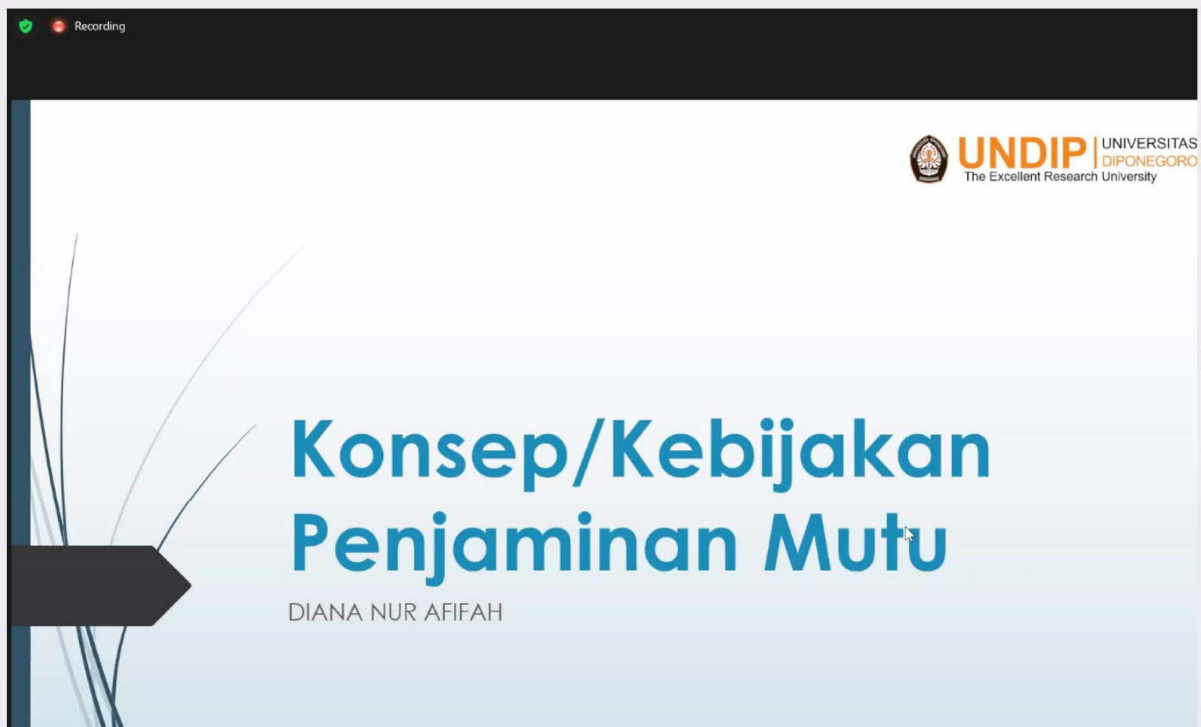 Recording
UNDIP
UNIVERSITAS
DIPONEGORO
The Excellent Research University
Konsep/Kebijakan
Penjaminan Mutu
DIANA NUR AFIFAH